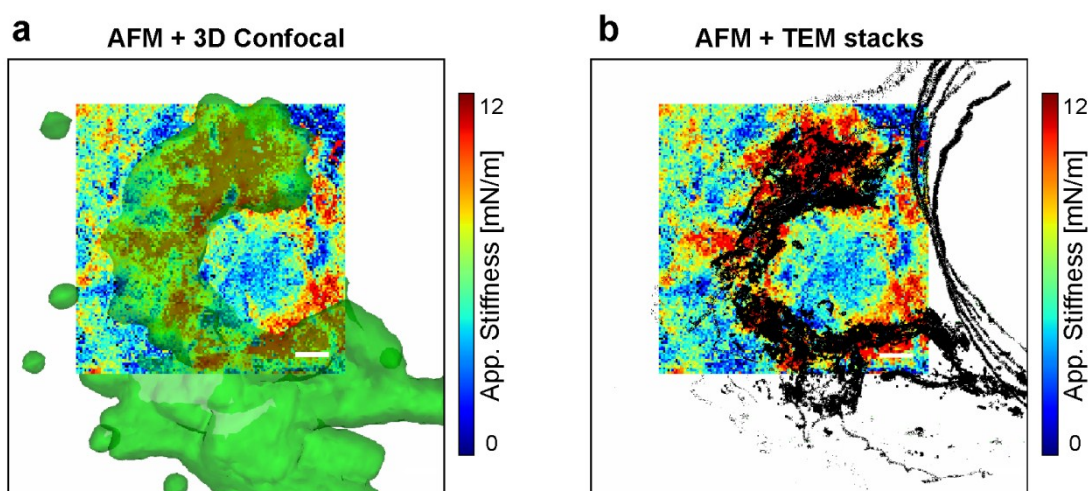 a
AFM + 3D Confocal
12
App. Stiffness [mN/m]
0
b
AFM + TEM stacks
12
App. Stiffness [mN/m]
0